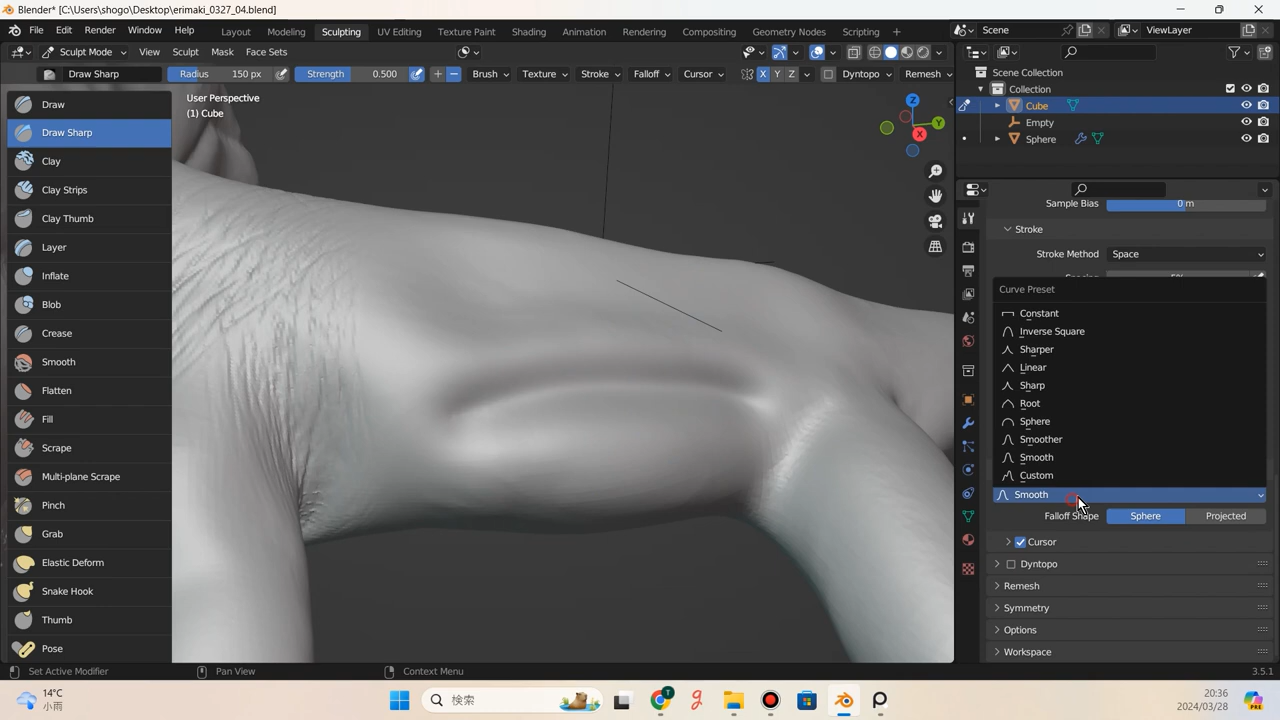 Blender* [C:\Users\shogo\Desktop\erimaki_0327_04.blend]
File Edit Render Window Help Layout Modeling Sculpting UV Editing Texture Paint Shading Animation Rendering Compositing Geometry Nodes Scripting + Scene ViewLayer
Sculpt Mode View Sculpt Mask Face Sets
Draw Sharp Radius 150 px Strength 0.500 Brush Texture Stroke Falloff Cursor X Y Z Dyntopo Remesh
Draw
Draw Sharp
Clay
Clay Strips
Clay Thumb
Layer
Inflate
Blob
Crease
Smooth
Flatten
Fill
Scrape
Multi-plane Scrape
Pinch
Grab
Elastic Deform
Snake Hook
Thumb
Pose
User Perspective
(1) Cube
Z
Y
X
Scene Collection
Collection
Cube
Empty
Sphere
Sample Bias 0 m
Stroke
Stroke Method Space
Curve Preset
Constant
Inverse Square
Sharper
Linear
Sharp
Root
Sphere
Smoother
Smooth
Custom
Smooth
Falloff Shape Sphere Projected
Cursor
Dyntopo
Remesh
Symmetry
Options
Workspace
Set Active Modifier Pan View Context Menu 3.5.1
14°C
小雨
検索
20:36
2024/03/28